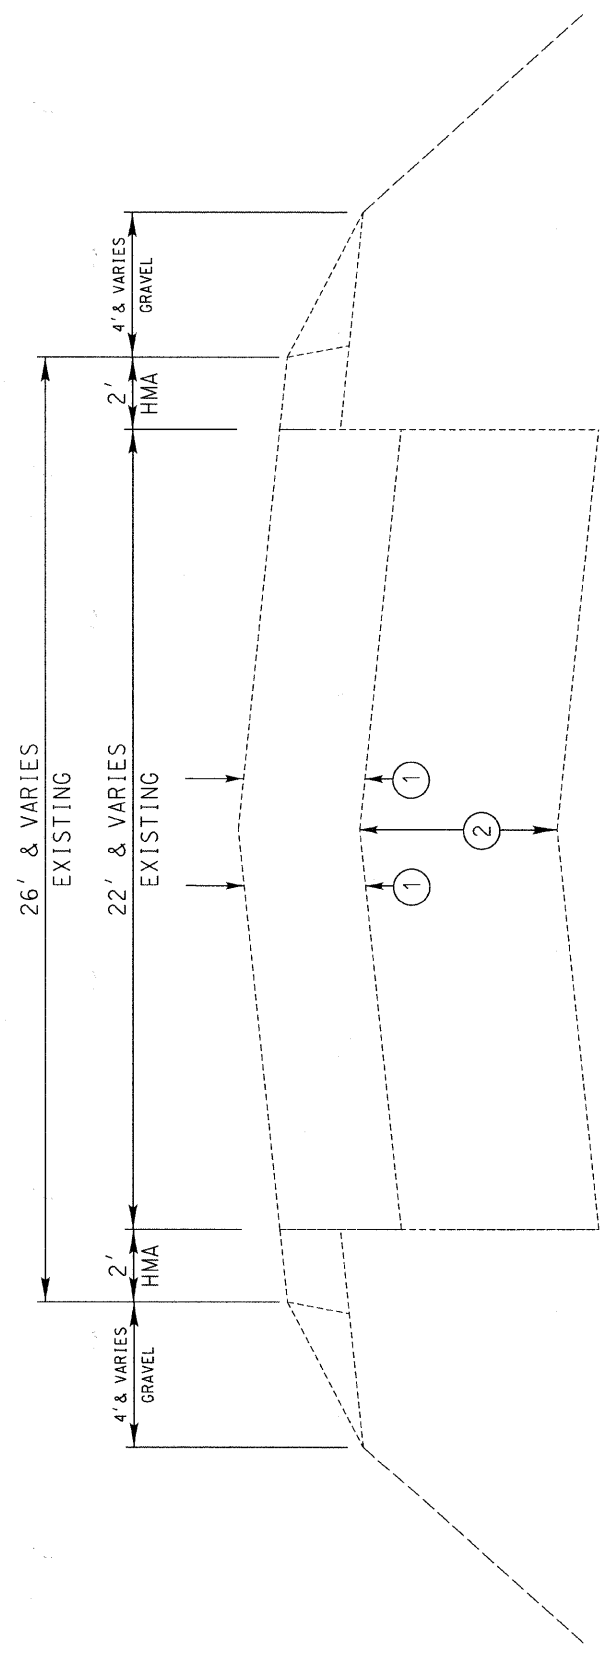 26' & VARIES
EXISTING
22' & VARIES
EXISTING
4' & VARIES
GRAVEL
2'
HMA
2'
HMA
4' & VARIES
GRAVEL
1
1
2